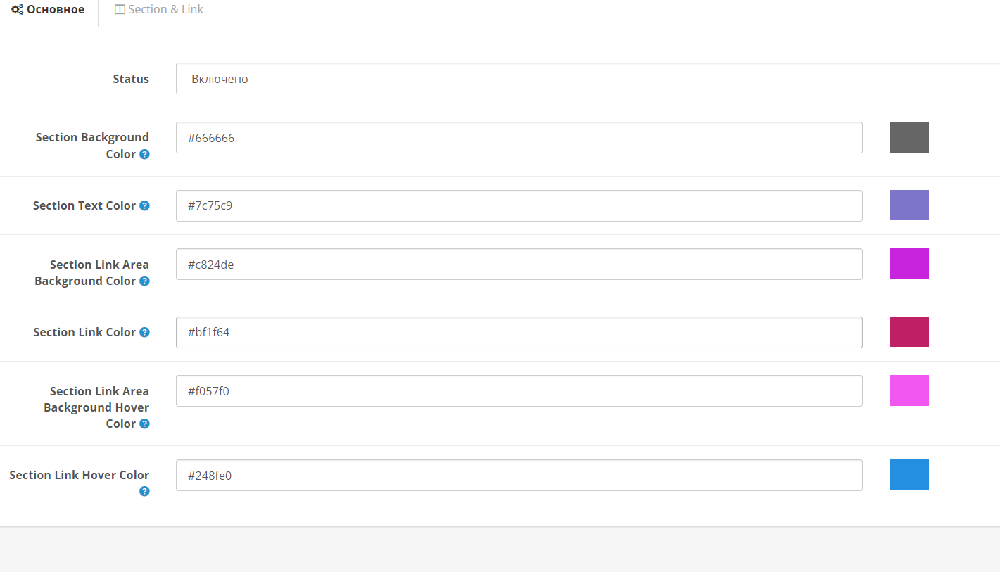 Основное
Section & Link
Status
Включено
Section Background
Color ?
#666666
Section Text Color ?
#7c75c9
Section Link Area
Background Color ?
#c824de
Section Link Color ?
#bf1f64
Section Link Area
Background Hover
Color ?
#f057f0
Section Link Hover Color
?
#248fe0